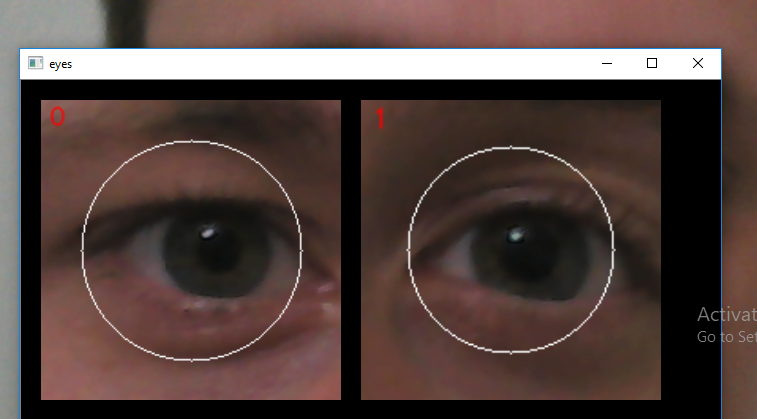 eyes
0
1
Activat
Go to Set